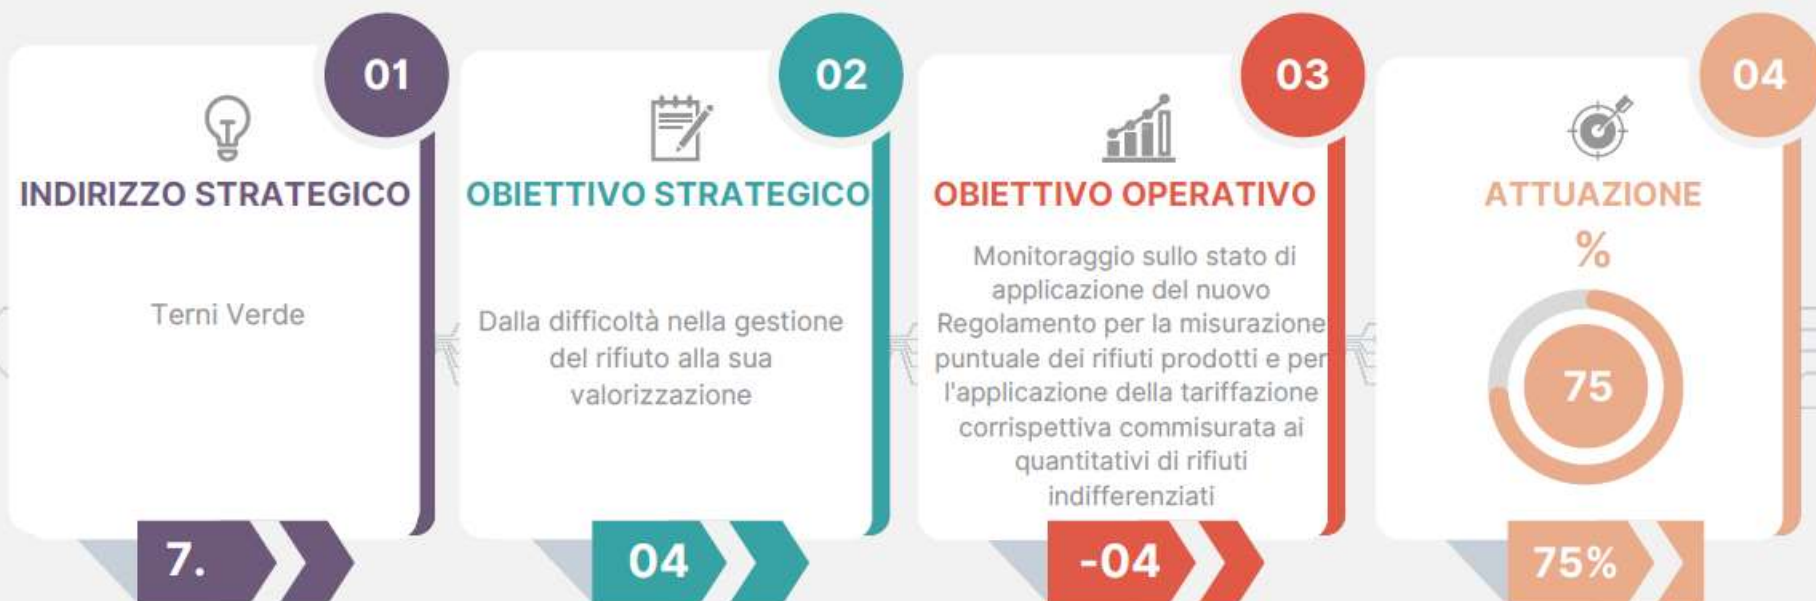 01
INDIRIZZO STRATEGICO
Terni Verde
7.
02
OBIETTIVO STRATEGICO
Dalla difficoltà nella gestione
del rifiuto alla sua
valorizzazione
04
03
OBIETTIVO OPERATIVO
Monitoraggio sullo stato di
applicazione del nuovo
Regolamento per la misurazione
puntuale dei rifiuti prodotti e per
l'applicazione della tariffazione
corrispettiva commisurata ai
quantitativi di rifiuti
indifferenziati
-04
04
ATTUAZIONE
%
75
75%